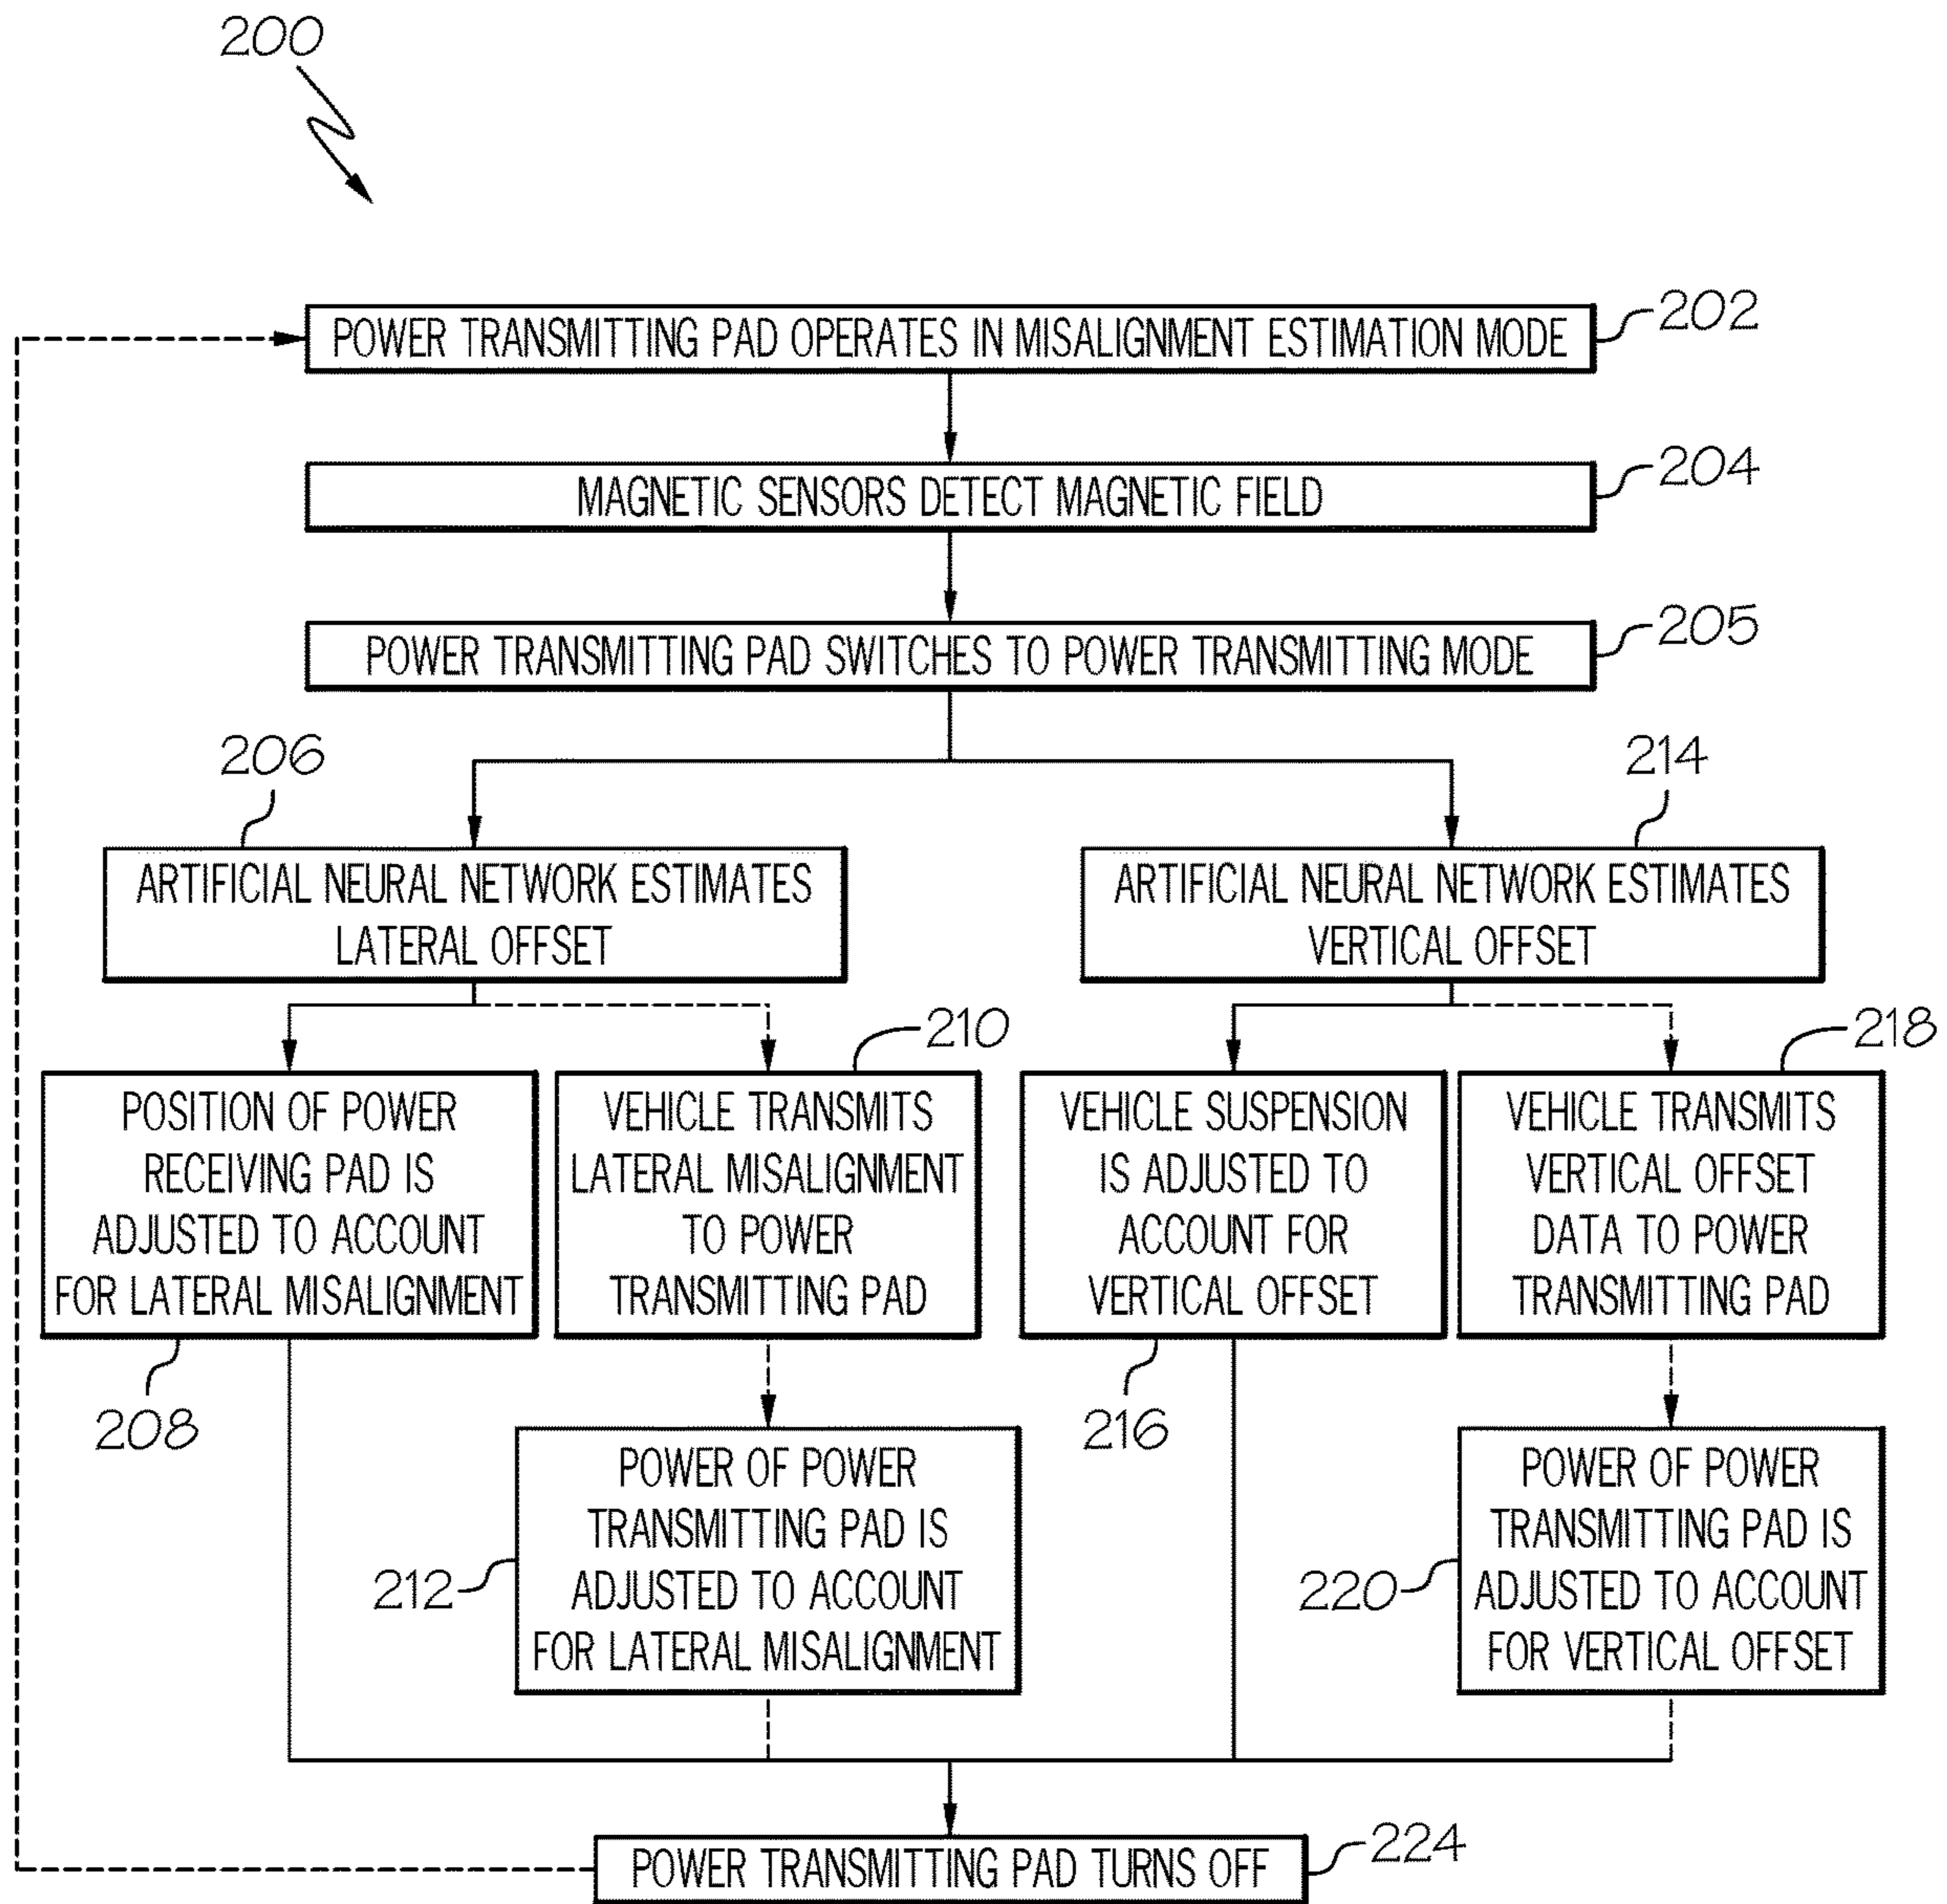 200
POWER TRANSMITTING PAD OPERATES IN MISALIGNMENT ESTIMATION MODE
202
MAGNETIC SENSORS DETECT MAGNETIC FIELD
204
POWER TRANSMITTING PAD SWITCHES TO POWER TRANSMITTING MODE
205
206
ARTIFICIAL NEURAL NETWORK ESTIMATES
LATERAL OFFSET
214
ARTIFICIAL NEURAL NETWORK ESTIMATES
VERTICAL OFFSET
POSITION OF POWER
RECEIVING PAD IS
ADJUSTED TO ACCOUNT
FOR LATERAL MISALIGNMENT
208
210
VEHICLE TRANSMITS
LATERAL MISALIGNMENT
TO POWER
TRANSMITTING PAD
VEHICLE SUSPENSION
IS ADJUSTED TO
ACCOUNT FOR
VERTICAL OFFSET
216
218
VEHICLE TRANSMITS
VERTICAL OFFSET
DATA TO POWER
TRANSMITTING PAD
212
POWER OF POWER
TRANSMITTING PAD IS
ADJUSTED TO ACCOUNT
FOR LATERAL MISALIGNMENT
220
POWER OF POWER
TRANSMITTING PAD IS
ADJUSTED TO ACCOUNT
FOR VERTICAL OFFSET
POWER TRANSMITTING PAD TURNS OFF
224